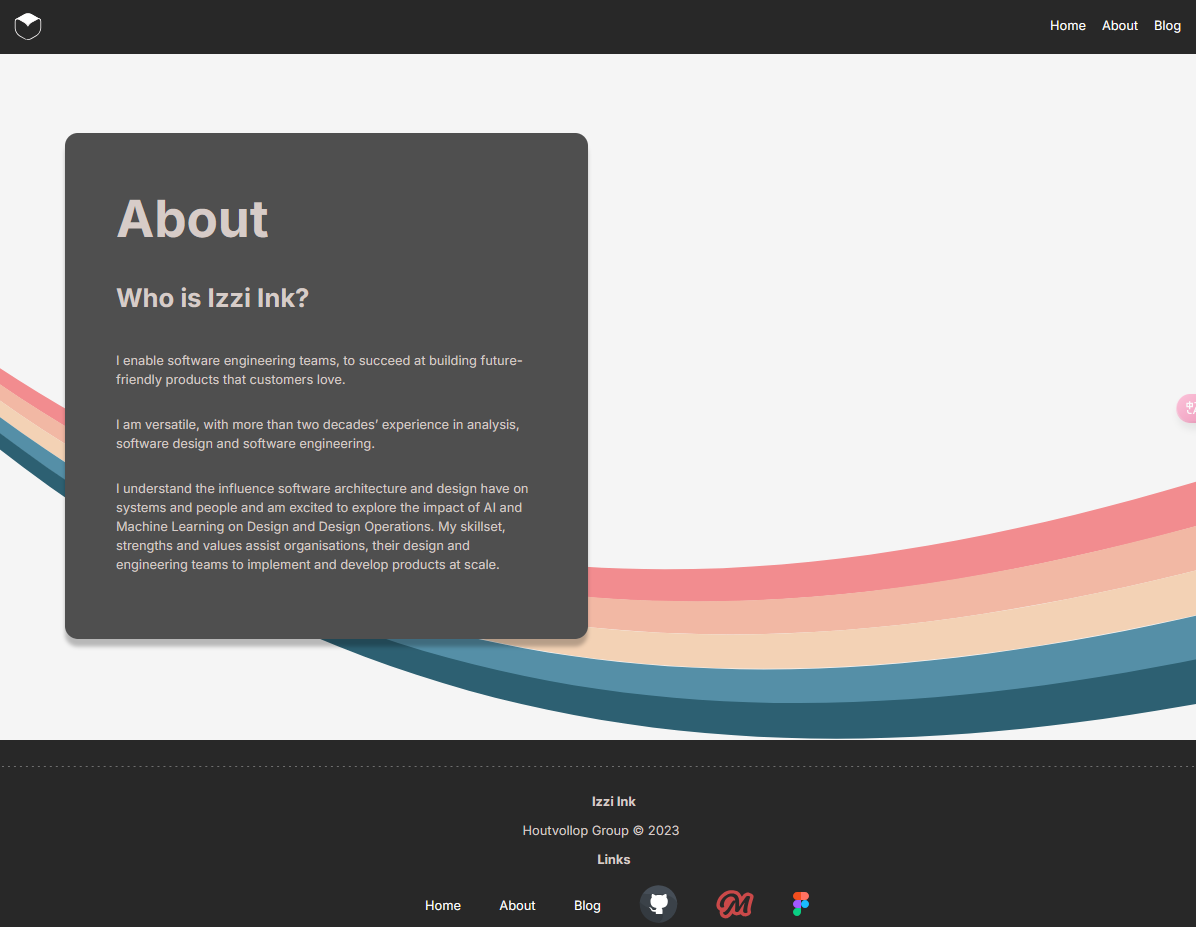 Home About Blog
About
Who is Izzi Ink?
I enable software engineering teams, to succeed at building future-
friendly products that customers love.
I am versatile, with more than two decades’ experience in analysis,
software design and software engineering.
I understand the influence software architecture and design have on
systems and people and am excited to explore the impact of AI and
Machine Learning on Design and Design Operations. My skillset,
strengths and values assist organisations, their design and
engineering teams to implement and develop products at scale.
Izzi Ink
Houtvollop Group © 2023
Links
Home About Blog